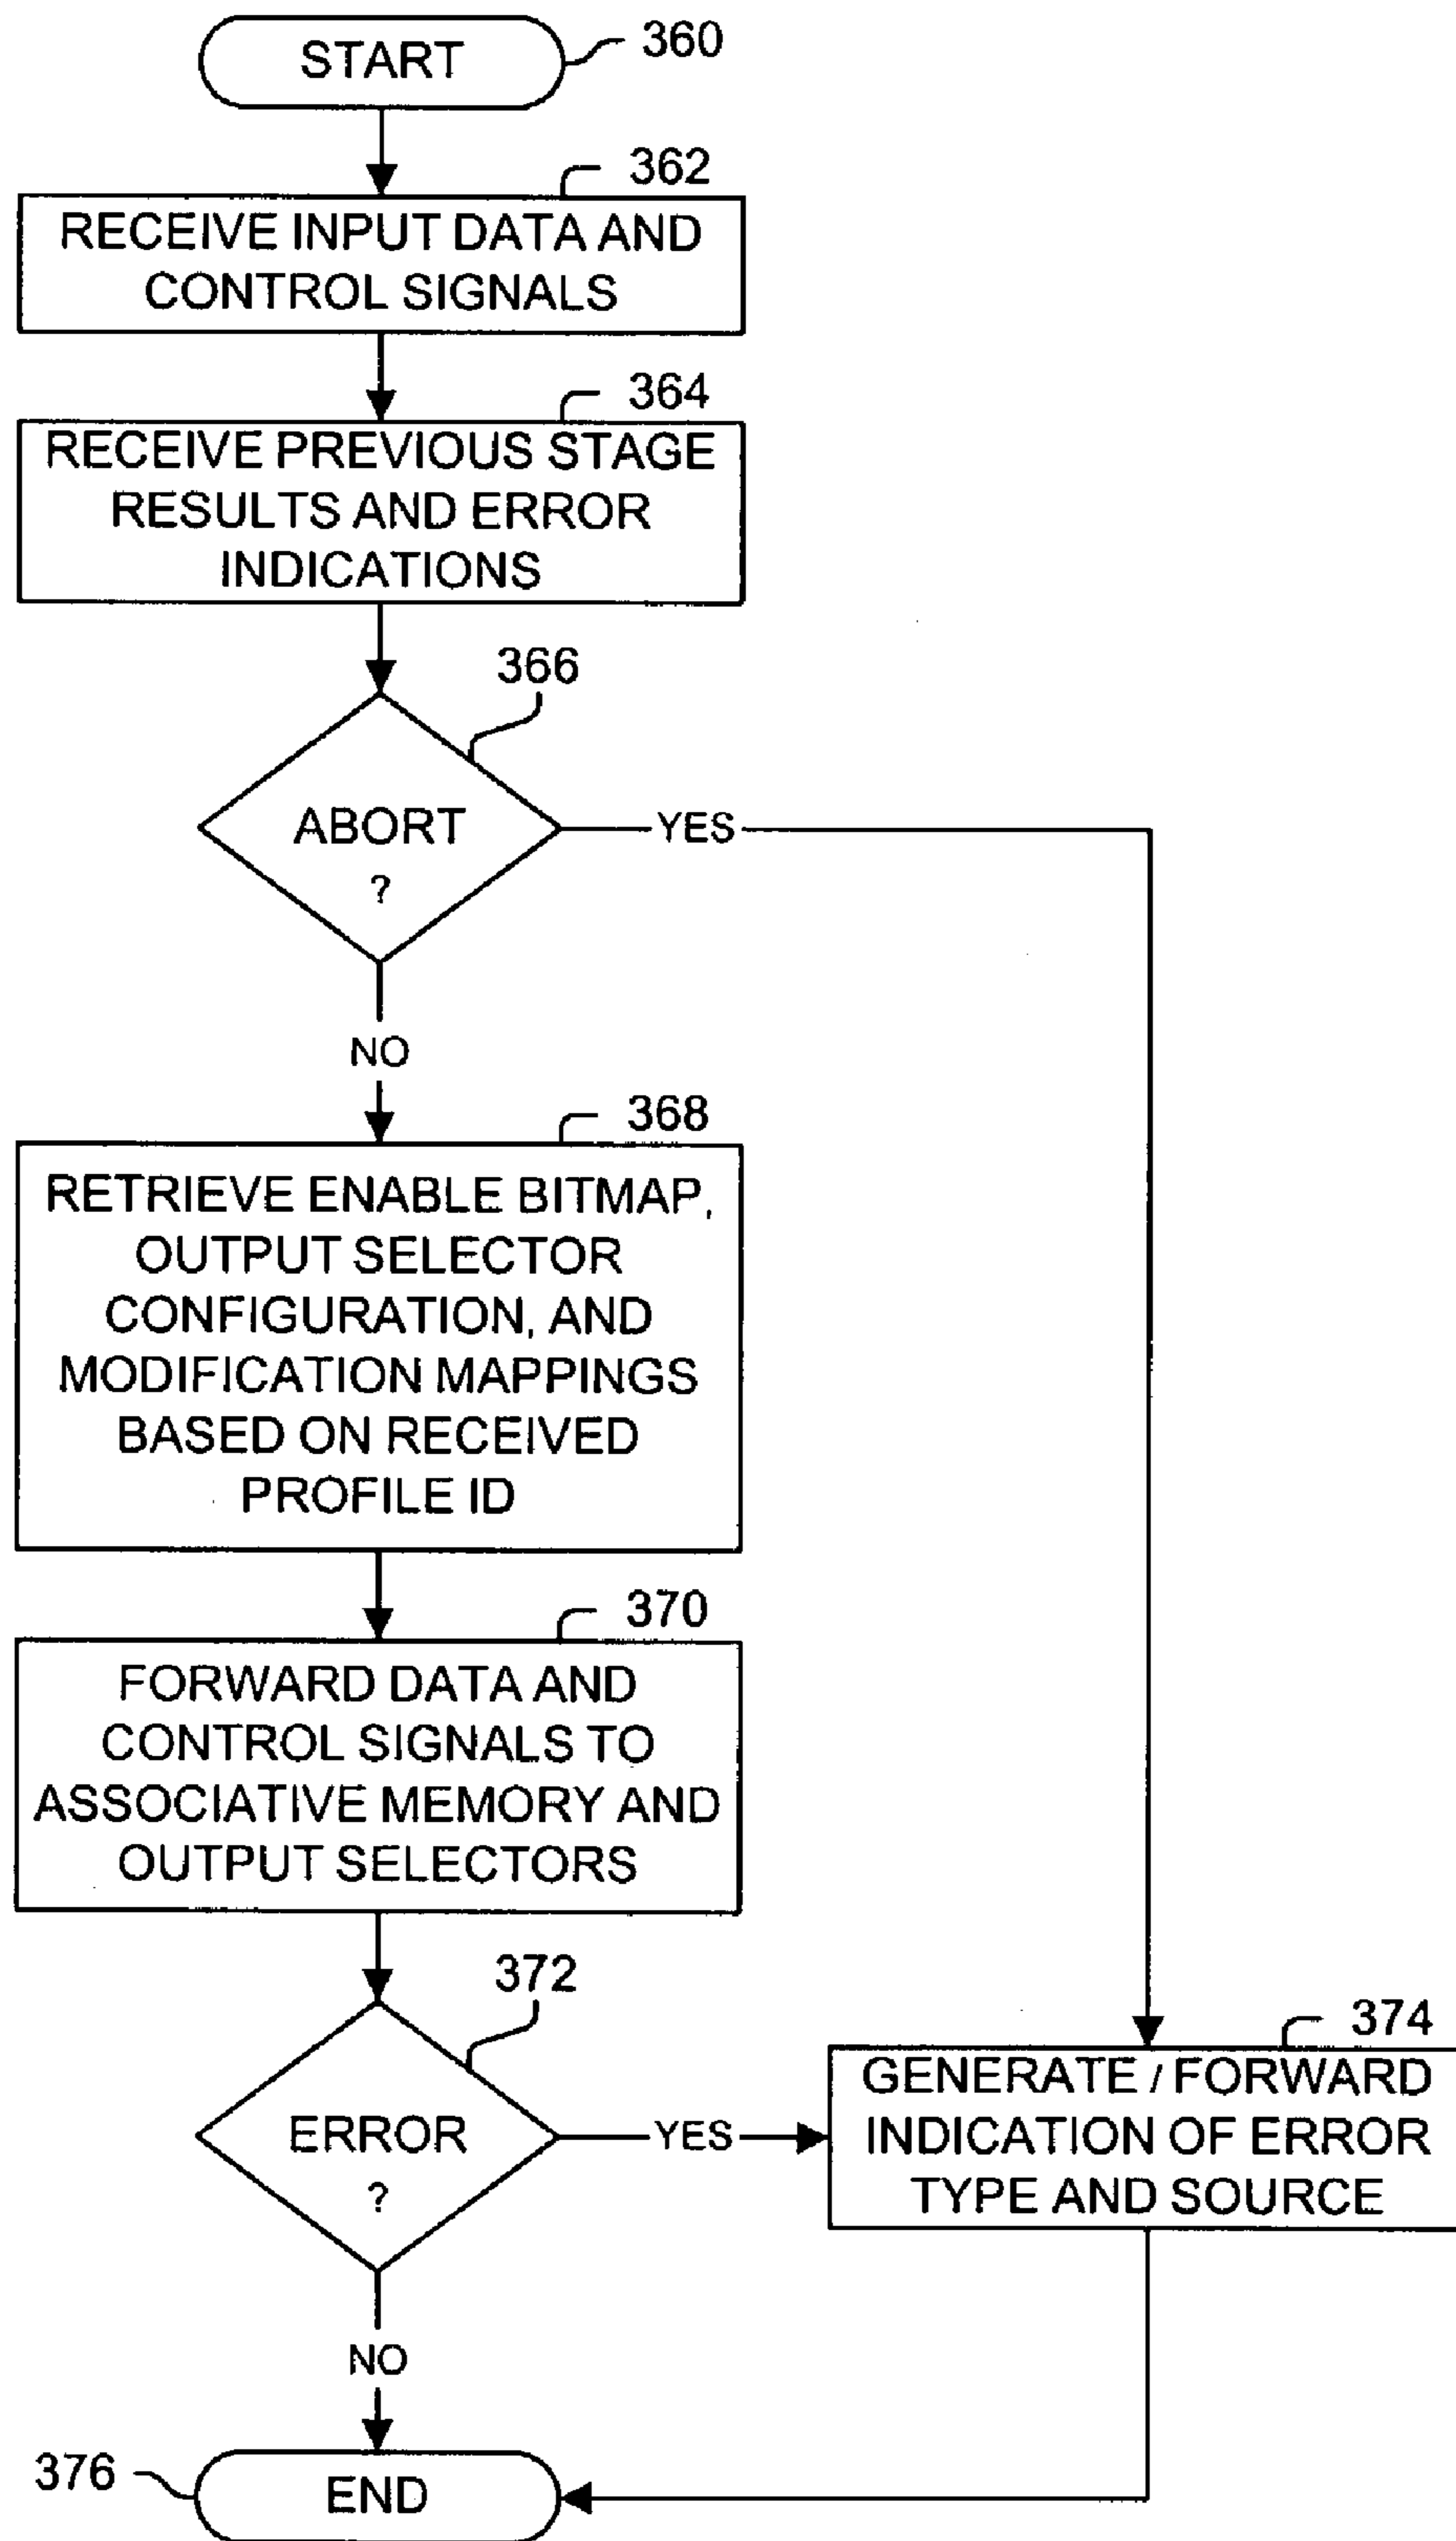 START
360
362
RECEIVE INPUT DATA AND
CONTROL SIGNALS
364
RECEIVE PREVIOUS STAGE
RESULTS AND ERROR
INDICATIONS
366
ABORT
?
YES
NO
368
RETRIEVE ENABLE BITMAP,
OUTPUT SELECTOR
CONFIGURATION, AND
MODIFICATION MAPPINGS
BASED ON RECEIVED
PROFILE ID
370
FORWARD DATA AND
CONTROL SIGNALS TO
ASSOCIATIVE MEMORY AND
OUTPUT SELECTORS
372
ERROR
?
YES
374
GENERATE / FORWARD
INDICATION OF ERROR
TYPE AND SOURCE
NO
376
END